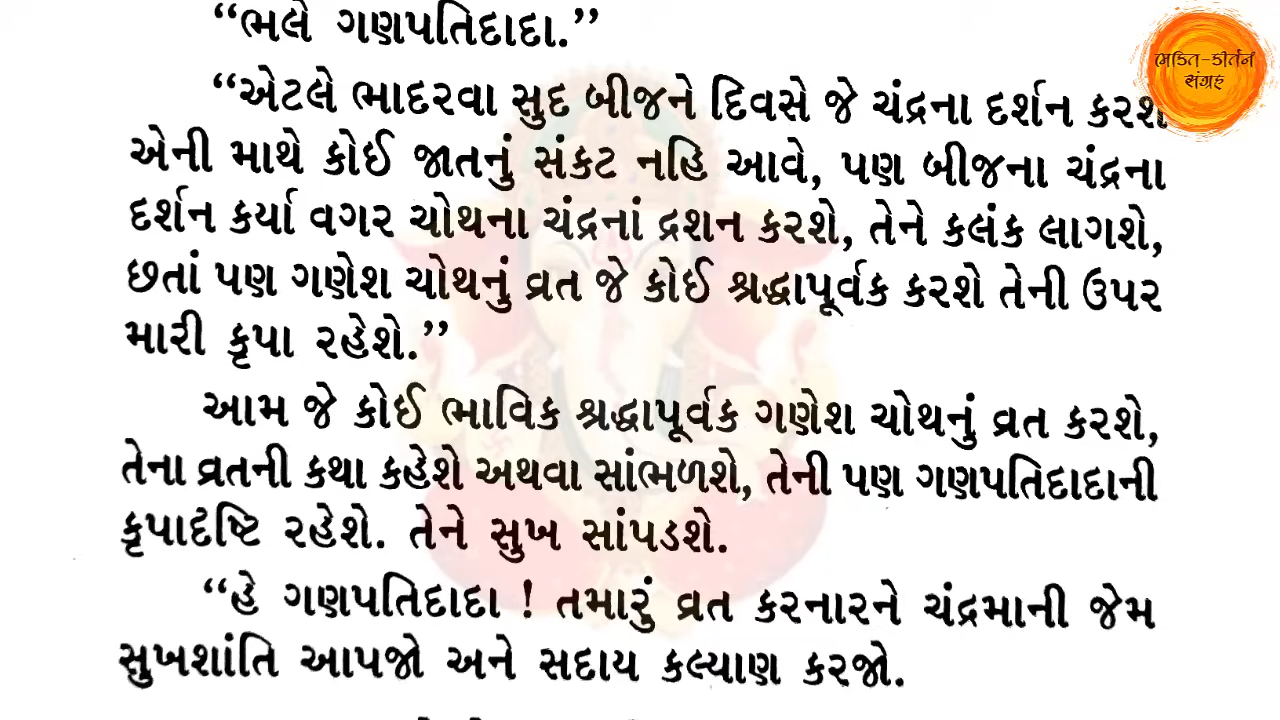 “ભલે ગણપતિદાદા.”
“એટલે ભાદરવા સુદ બીજને દિવસે જે ચંદ્રના દર્શન કરશે
એની માથે કોઈ જાતનું સંકટ નહિ આવે, પણ બીજના ચંદ્રના
દર્શન કર્યા વગર ચોથના ચંદ્રનાં દ્રશન કરશે, તેને કલંક લાગશે,
છતાં પણ ગણેશ ચોથનું વ્રત જે કોઈ શ્રદ્ધાપૂર્વક કરશે તેની ઉપર
મારી કૃપા રહેશે.”
આમ જે કોઈ ભાવિક શ્રદ્ધાપૂર્વક ગણેશ ચોથનું વ્રત કરશે,
તેના વ્રતની કથા કહેશે અથવા સાંભળશે, તેની પણ ગણપતિદાદાની
કૃપાદૃષ્ટિ રહેશે. તેને સુખ સાંપડશે.
“હે ગણપતિદાદા ! તમારું વ્રત કરનારને ચંદ્રમાની જેમ
સુખશાંતિ આપજો અને સદાય કલ્યાણ કરજો.
ભક્તિ-કીર્તન
સંગ્રહ